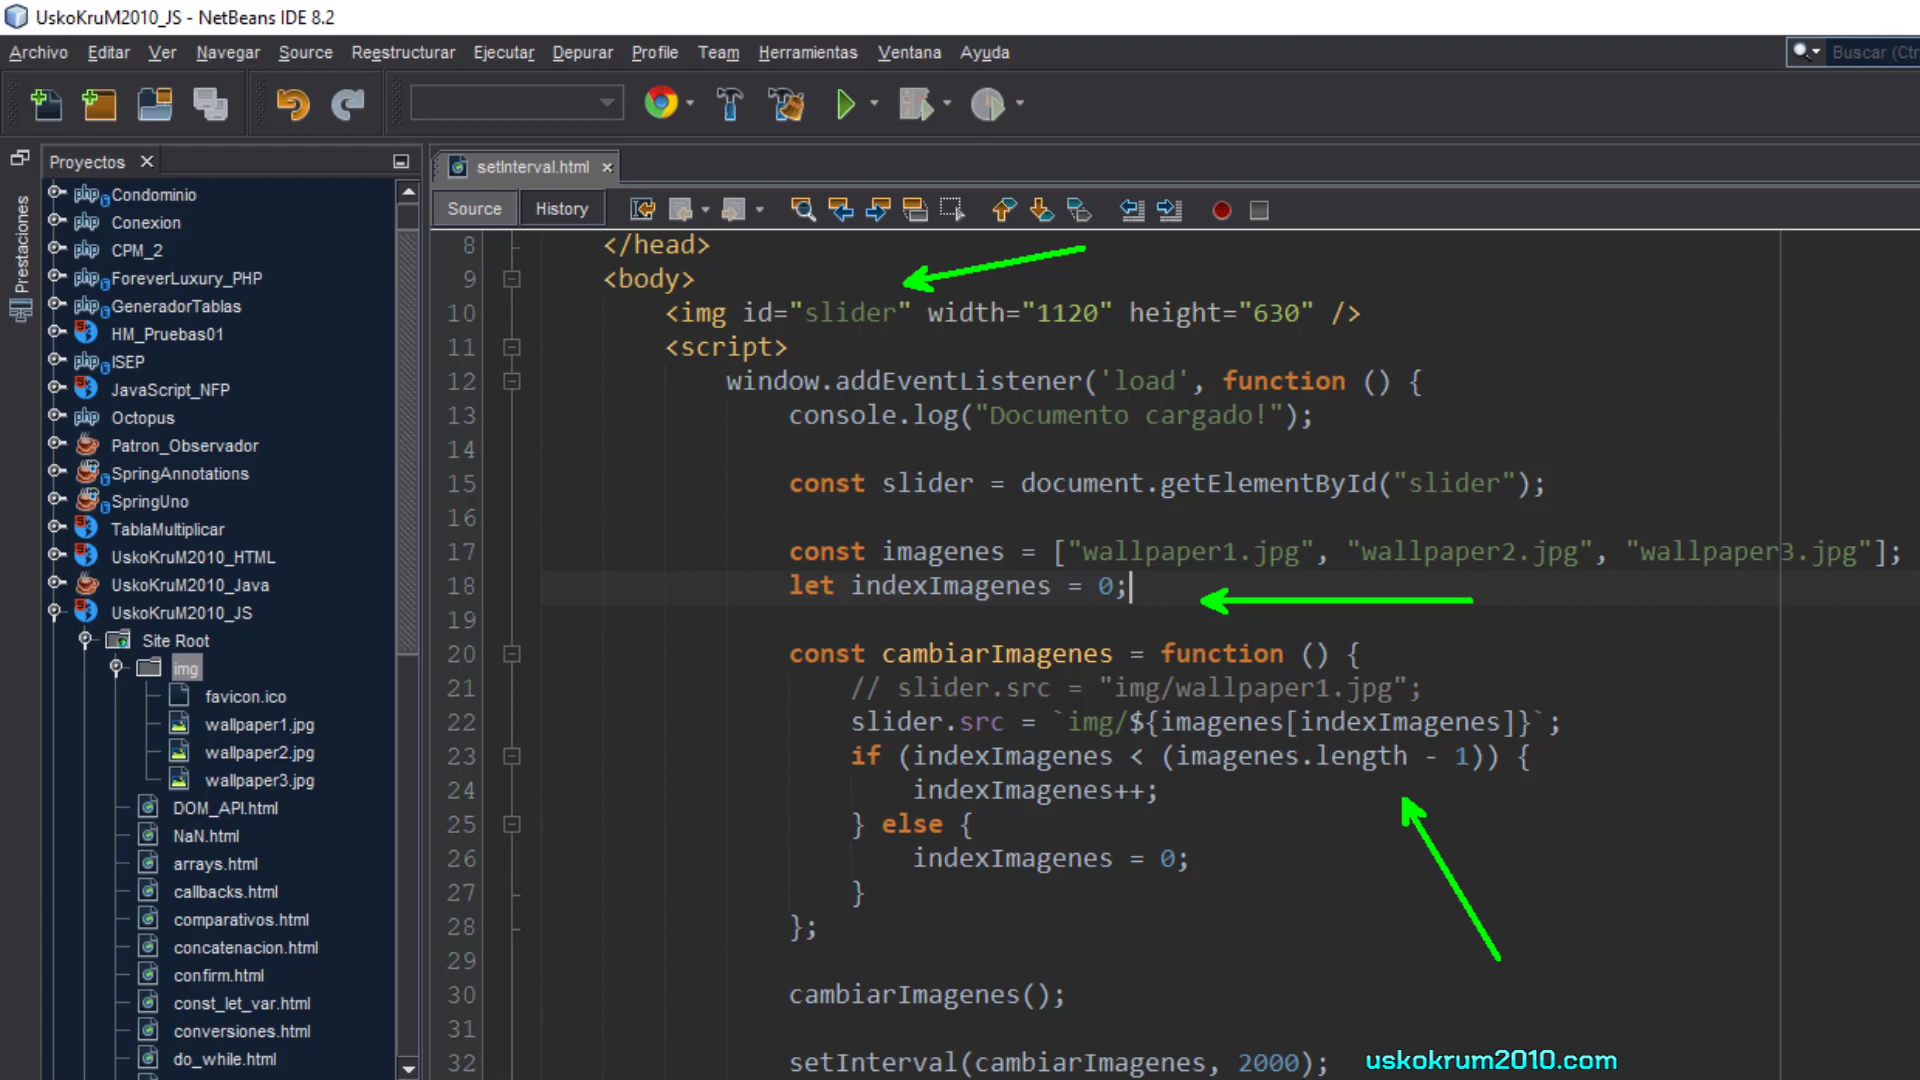 UskoKruM2010_JS - NetBeans IDE 8.2
Archivo Editar Ver Navegar Source Reestructurar Ejecutar Depurar Profile Team Herramientas Ventana Ayuda
Buscar (Ctr
Prestaciones
Proyectos
php Condominio
php Conexion
php CPM_2
php ForeverLuxury_PHP
php GeneradorTablas
HM_Pruebas01
php ISEP
JavaScript_NFP
php Octopus
Patron_Observador
SpringAnnotations
SpringUno
TablaMultiplicar
UskoKruM2010_HTML
UskoKruM2010_Java
UskoKruM2010_JS
Site Root
img
favicon.ico
wallpaper1.jpg
wallpaper2.jpg
wallpaper3.jpg
DOM_API.html
NaN.html
arrays.html
callbacks.html
comparativos.html
concatenacion.html
confirm.html
const_let_var.html
conversiones.html
do_while.html
setInterval.html
Source History
8 </head>
9 <body>
10 <img id="slider" width="1120" height="630" />
11 <script>
12 window.addEventListener('load', function () {
13 console.log("Documento cargado!");
14
15 const slider = document.getElementById("slider");
16
17 const imagenes = ["wallpaper1.jpg", "wallpaper2.jpg", "wallpaper3.jpg"];
18 let indexImagenes = 0;
19
20 const cambiarImagenes = function () {
21 // slider.src = "img/wallpaper1.jpg";
22 slider.src = `img/${imagenes[indexImagenes]}`;
23 if (indexImagenes < (imagenes.length - 1)) {
24 indexImagenes++;
25 } else {
26 indexImagenes = 0;
27 }
28 };
29
30 cambiarImagenes();
31
32 setInterval(cambiarImagenes, 2000);
uskokrum2010.com